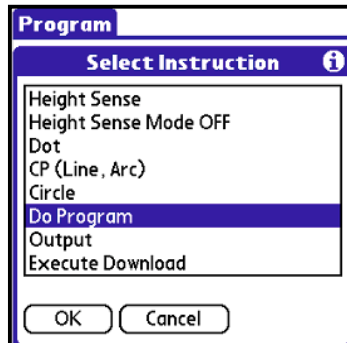 Program
Select Instruction i
Height Sense
Height Sense Mode OFF
Dot
CP (Line, Arc)
Circle
Do Program
Output
Execute Download
OK Cancel